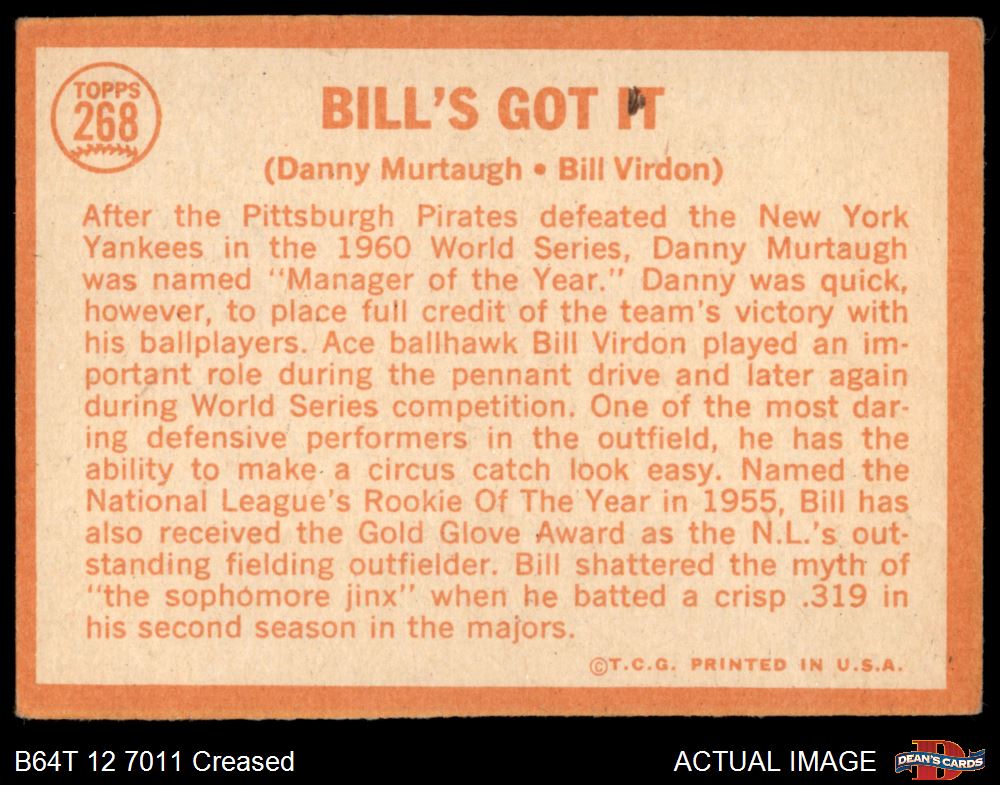 TOPPS
268
BILL'S GOT IT
(Danny Murtaugh • Bill Virdon)
After the Pittsburgh Pirates defeated the New York
Yankees in the 1960 World Series, Danny Murtaugh
was named "Manager of the Year." Danny was quick,
however, to place full credit of the team's victory with
his ballplayers. Ace ballhawk Bill Virdon played an im-
portant role during the pennant drive and later again
during World Series competition. One of the most dar-
ing defensive performers in the outfield, he has the
ability to make a circus catch look easy. Named the
National League's Rookie Of The Year in 1955, Bill has
also received the Gold Glove Award as the N.L.'s out-
standing fielding outfielder. Bill shattered the myth of
"the sophomore jinx" when he batted a crisp .319 in
his second season in the majors.
©T.C.G. PRINTED IN U.S.A.
B64T 12 7011 Creased
ACTUAL IMAGE
DEAN'S CARDS